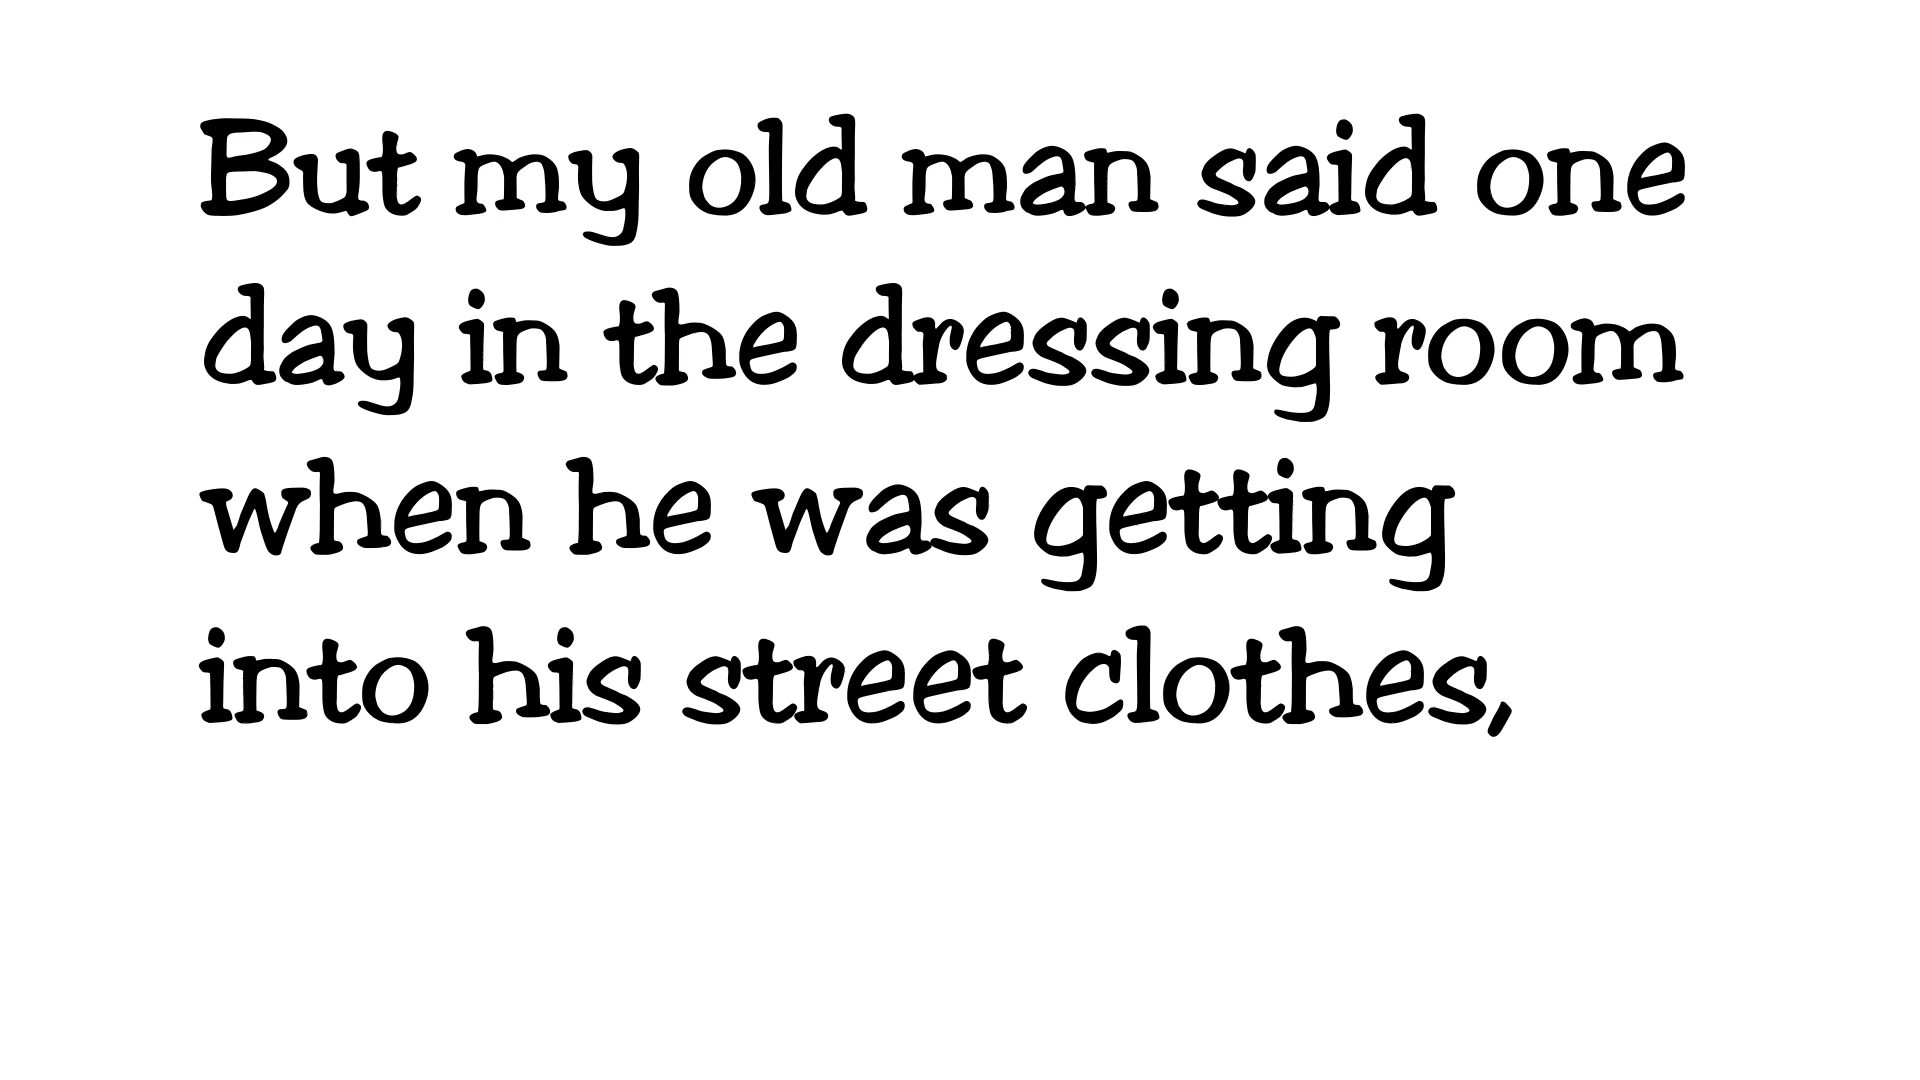 But my old man said one
day in the dressing room
when he was getting
into his street clothes,